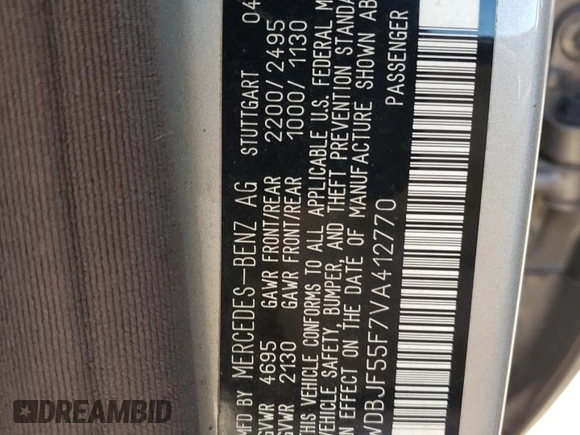 MFD BY MERCEDES-BENZ AG STUTTGART 04
GVWR 4695 GAWR FRONT/REAR 2200/ 2495
GVWR 2130 GAWR FRONT/REAR 1000/ 1130
THIS VEHICLE CONFORMS TO ALL APPLICABLE U.S. FEDERAL M
VEHICLE SAFETY, BUMPER, AND THEFT PREVENTION STANDA
IN EFFECT ON THE DATE OF MANUFACTURE SHOWN AB
WDBJF55F7VA412770 PASSENGER
DREAMBID